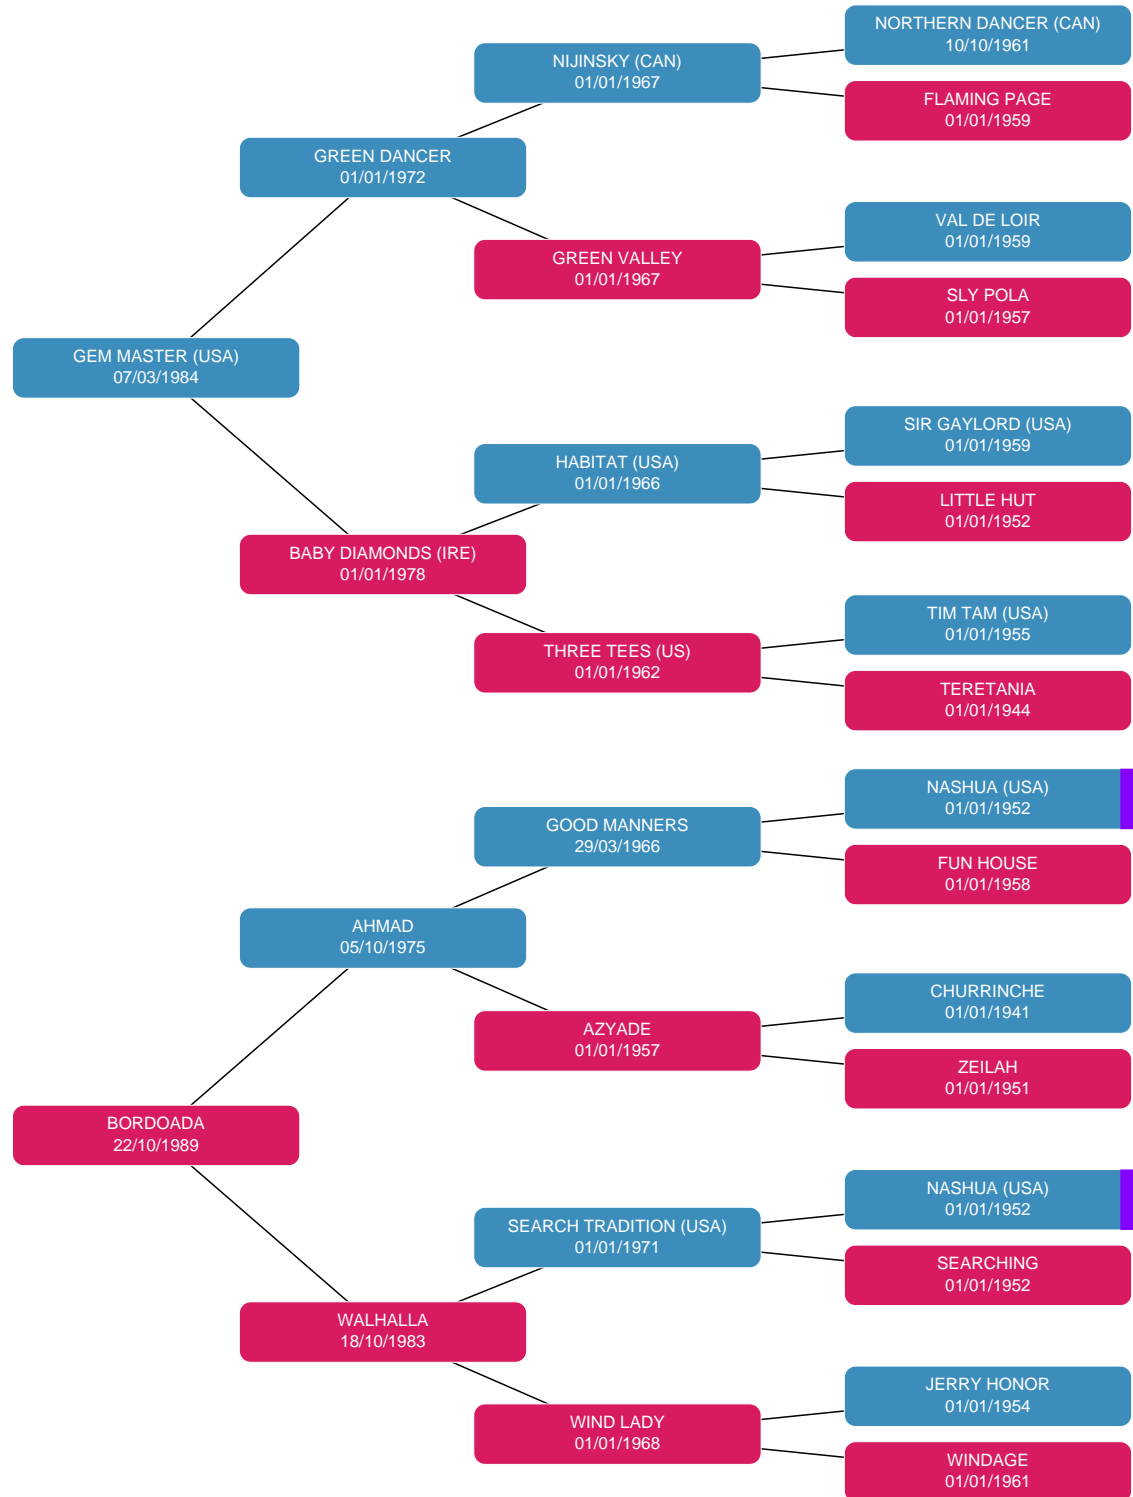 NORTHERN DANCER (CAN)
10/10/1961
NIJINSKY (CAN)
01/01/1967
FLAMING PAGE
01/01/1959
GREEN DANCER
01/01/1972
VAL DE LOIR
01/01/1959
GREEN VALLEY
01/01/1967
SLY POLA
01/01/1957
GEM MASTER (USA)
07/03/1984
SIR GAYLORD (USA)
01/01/1959
HABITAT (USA)
01/01/1966
LITTLE HUT
01/01/1952
BABY DIAMONDS (IRE)
01/01/1978
TIM TAM (USA)
01/01/1955
THREE TEES (US)
01/01/1962
TERETANIA
01/01/1944
NASHUA (USA)
01/01/1952
GOOD MANNERS
29/03/1966
FUN HOUSE
01/01/1958
AHMAD
05/10/1975
CHURRINCHE
01/01/1941
AZYADE
01/01/1957
ZEILAH
01/01/1951
BORDOADA
22/10/1989
NASHUA (USA)
01/01/1952
SEARCH TRADITION (USA)
01/01/1971
SEARCHING
01/01/1952
WALHALLA
18/10/1983
JERRY HONOR
01/01/1954
WIND LADY
01/01/1968
WINDAGE
01/01/1961